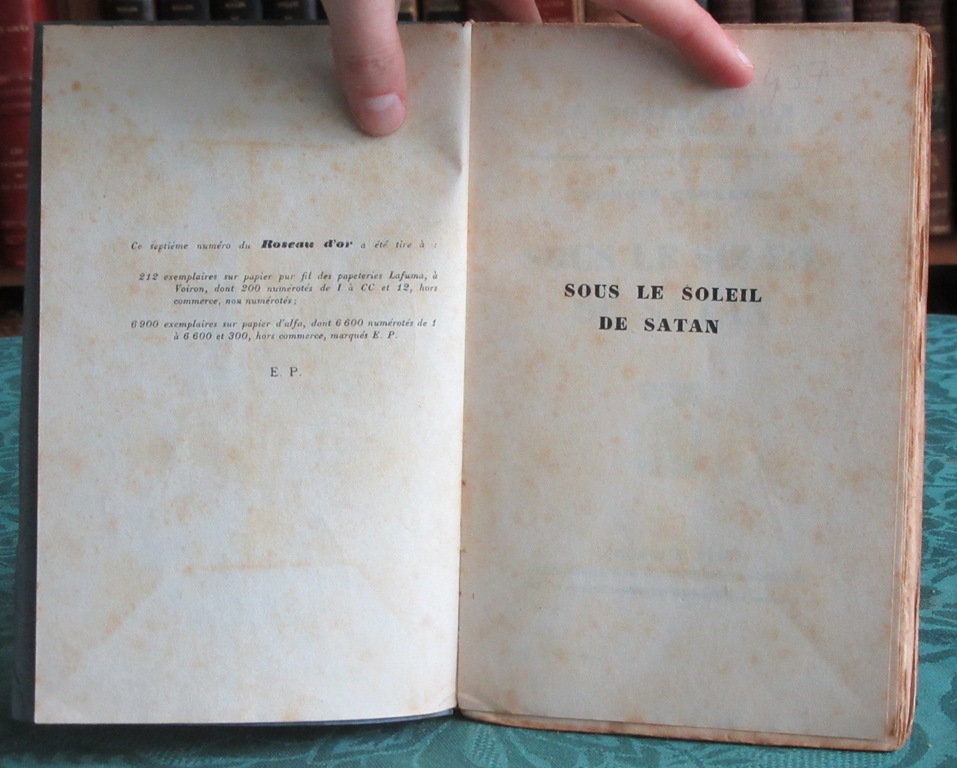 Ce septième numéro du Roseau d'or a été tiré à :
212 exemplaires sur papier pur fil des papeteries Lafuma, à
Voiron, dont 200 numérotés de I à CC et 12, hors
commerce, non numérotés ;
6 900 exemplaires sur papier d'alfa, dont 6 600 numérotés de 1
à 6 600 et 300, hors commerce, marqués E. P.
E. P.
437
SOUS LE SOLEIL
DE SATAN